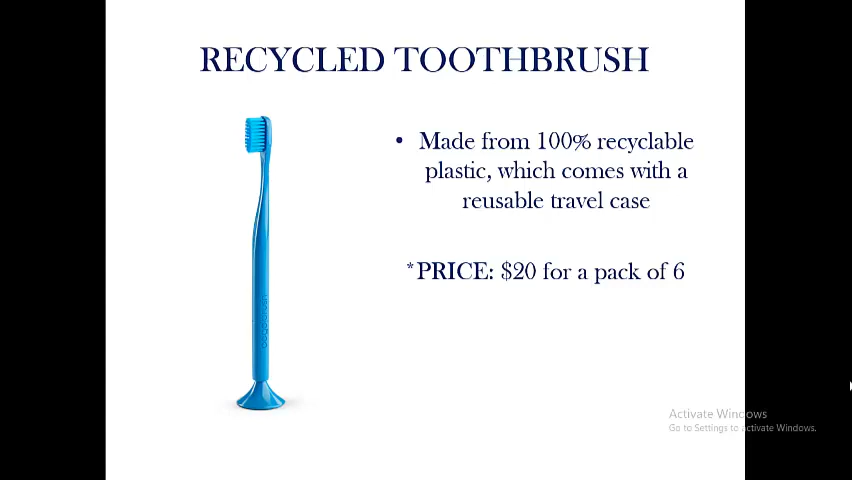 RECYCLED TOOTHBRUSH
• Made from 100% recyclable
plastic, which comes with a
reusable travel case
*PRICE: $20 for a pack of 6
Activate Windows
Go to Settings to activate Windows.